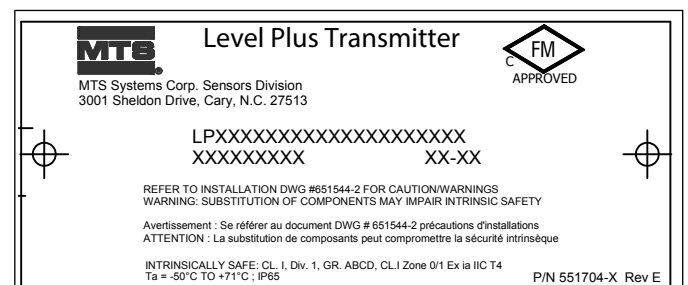 MTS
Level Plus Transmitter
FM
C
APPROVED
MTS Systems Corp. Sensors Division
3001 Sheldon Drive, Cary, N.C. 27513
LPXXXXXXXXXXXXXXXXXXXX
XXXXXXXXX XX-XX
REFER TO INSTALLATION DWG #651544-2 FOR CAUTION/WARNINGS
WARNING: SUBSTITUTION OF COMPONENTS MAY IMPAIR INTRINSIC SAFETY
Avertissement : Se référer au document DWG # 651544-2 précautions d'installations
ATTENTION : La substitution de composants peut compromettre la sécurité intrinsèque
INTRINSICALLY SAFE: CL. I, Div. 1, GR. ABCD, CL.I Zone 0/1 Ex ia IIC T4
Ta = -50°C TO +71°C ; IP65
P/N 551704-X Rev E